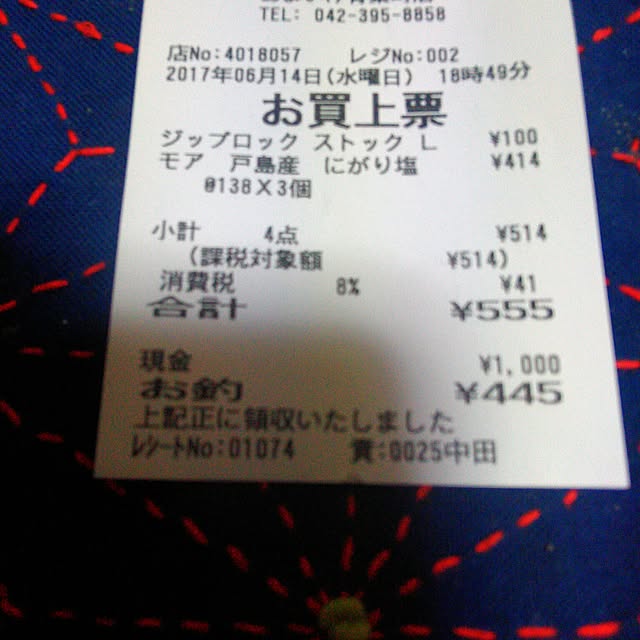 TEL: 042-395-8858
店No:4018057 レジNo:002
2017年06月14日(水曜日) 18時49分
お買上票
ジップロック ストック L ¥100
モア 戸島産 にがり塩 ¥414
@138X3個
小計 4点 ¥514
(課税対象額 ¥514)
消費税 8% ¥41
合計 ¥555
現金 ¥1,000
お釣 ¥445
上記正に領収いたしました
レシートNo:01074 責:0025中田